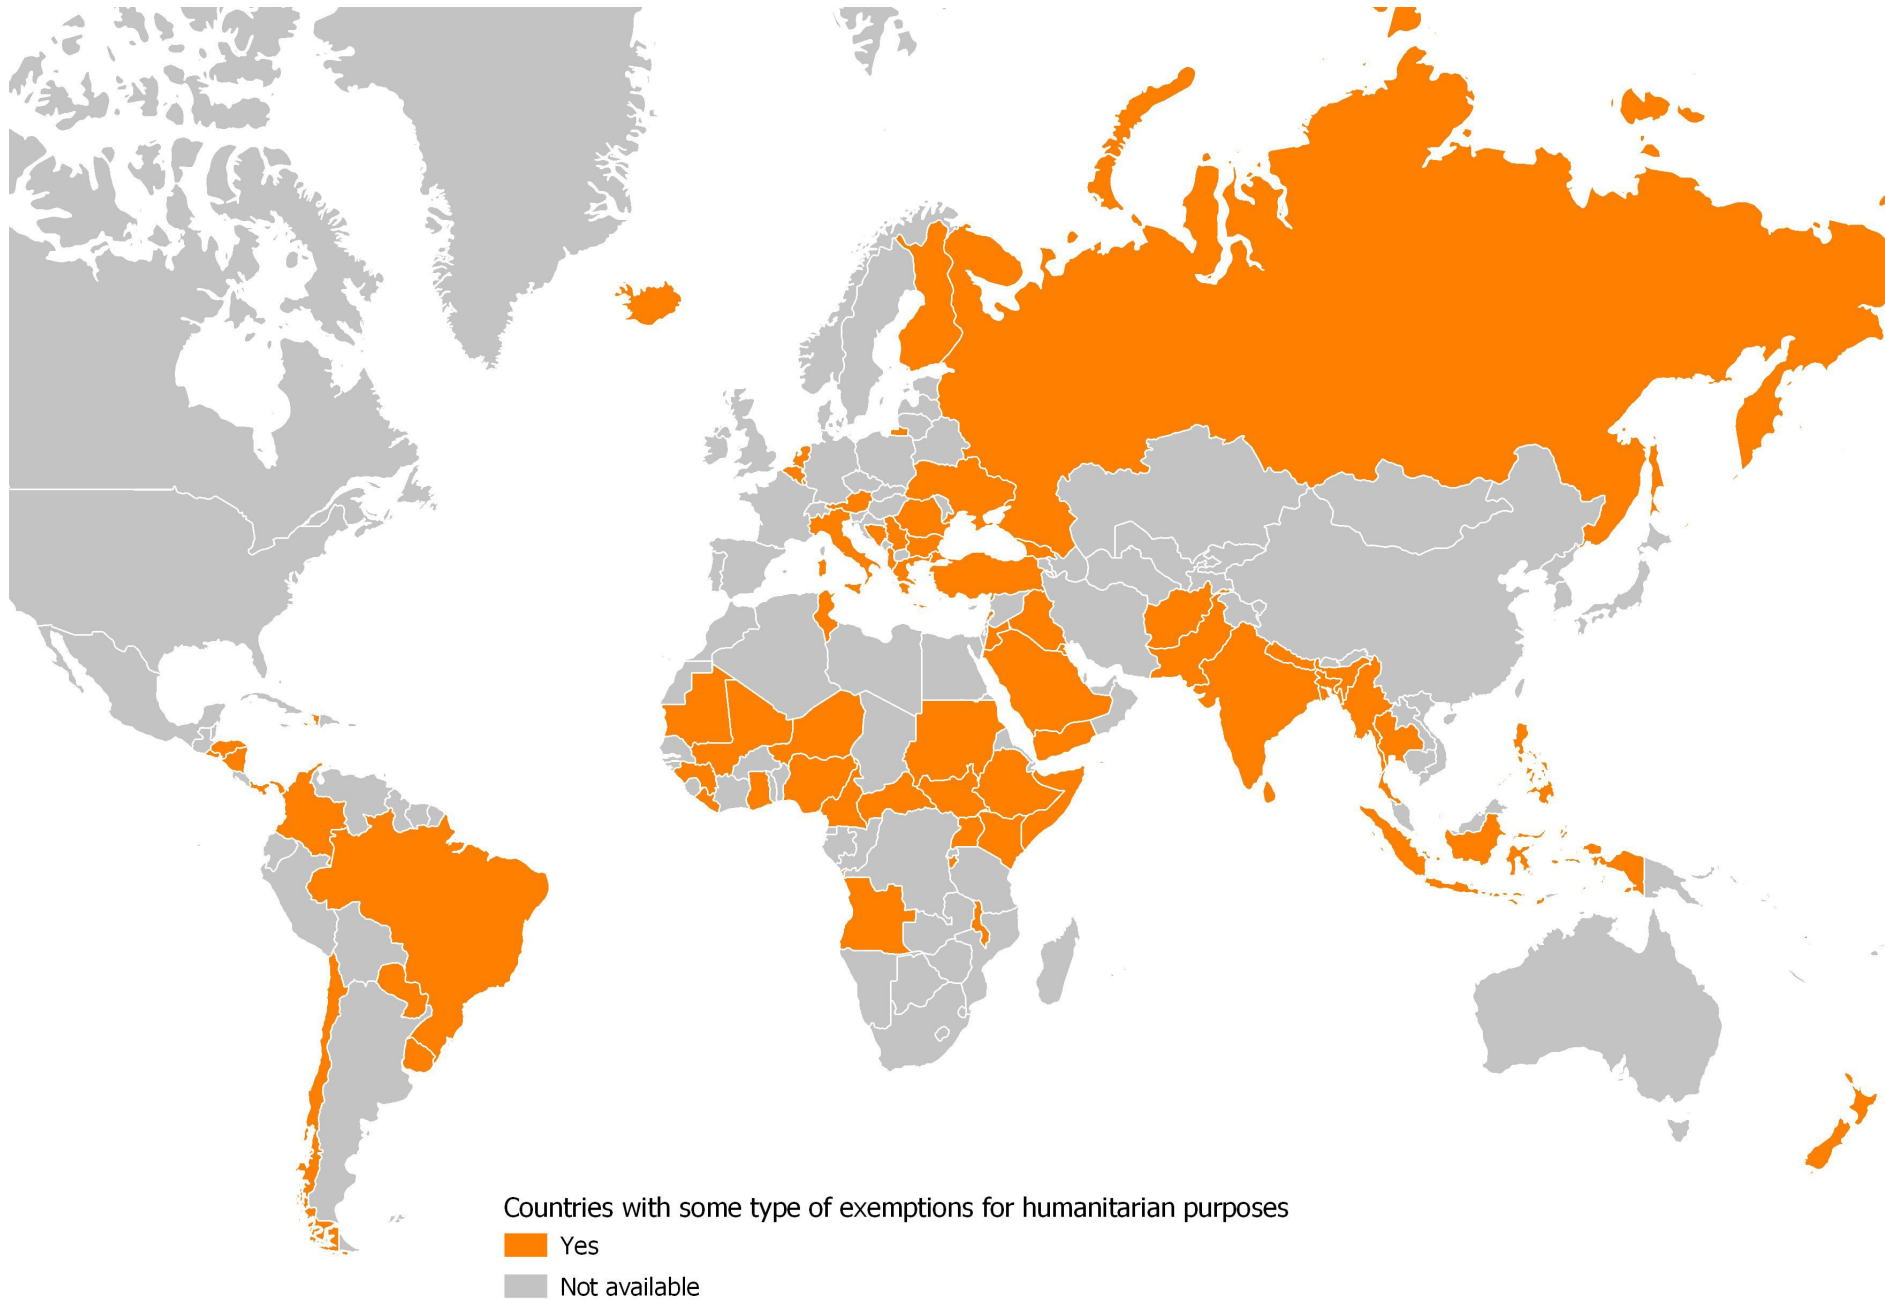 Countries with some type of exemptions for humanitarian purposes
Yes
Not available